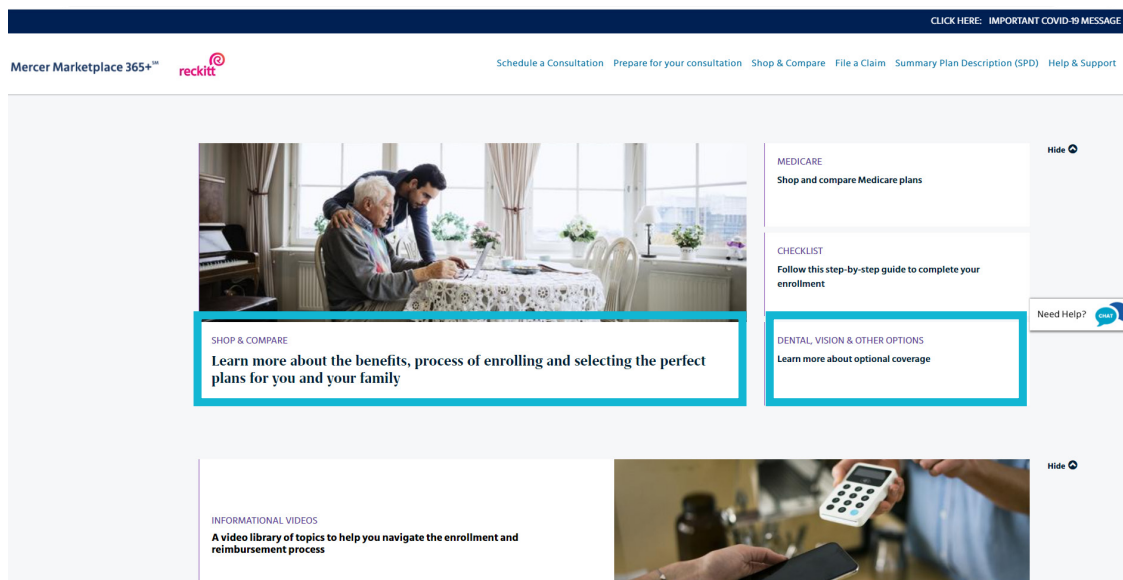 CLICK HERE: IMPORTANT COVID-19 MESSAGE
Mercer Marketplace 365+℠
reckitt
Schedule a Consultation Prepare for your consultation Shop & Compare File a Claim Summary Plan Description (SPD) Help & Support
Hide
MEDICARE
Shop and compare Medicare plans
CHECKLIST
Follow this step-by-step guide to complete your
enrollment
Need Help?
CHAT
SHOP & COMPARE
Learn more about the benefits, process of enrolling and selecting the perfect
plans for you and your family
DENTAL, VISION & OTHER OPTIONS
Learn more about optional coverage
Hide
INFORMATIONAL VIDEOS
A video library of topics to help you navigate the enrollment and
reimbursement process